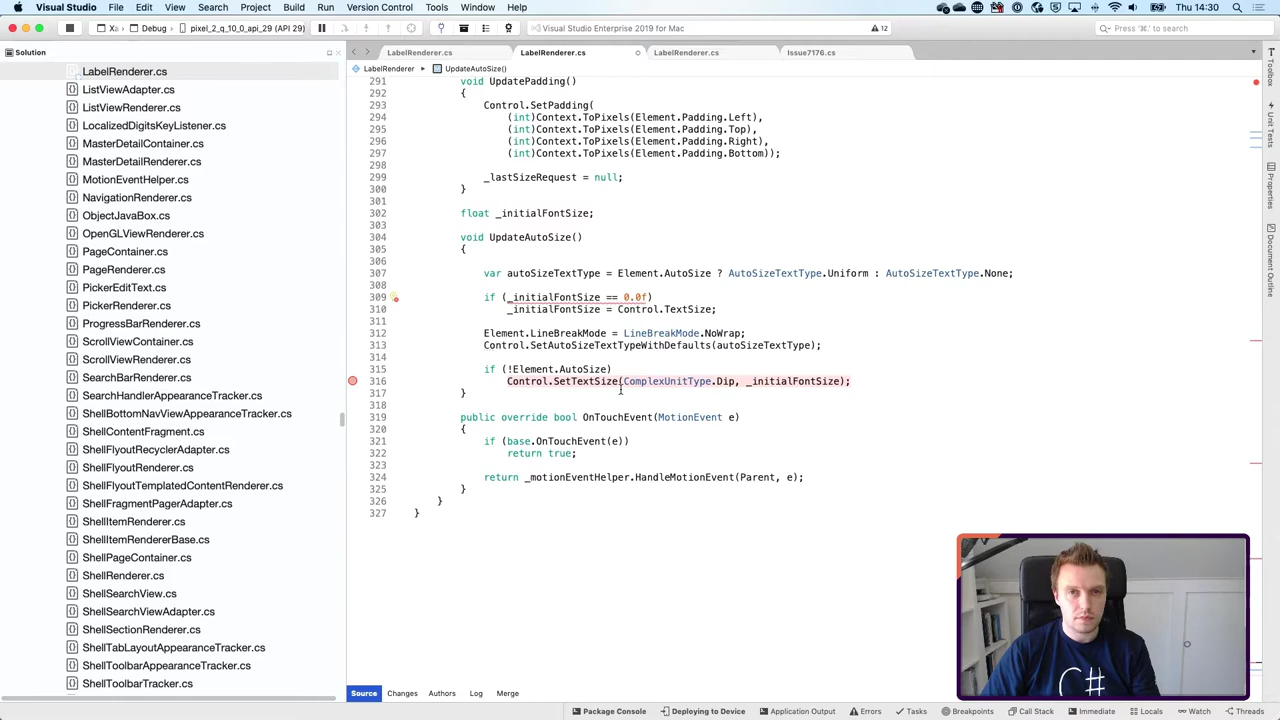 Visual Studio File Edit View Search Project Build Run Version Control Tools Window Help Thu 14:30
Debug pixel_2_q_10_0_api_29 (API 29) Visual Studio Enterprise 2019 for Mac 12 Press '⌘.' to search
Solution LabelRenderer.cs LabelRenderer.cs LabelRenderer.cs Issue7176.cs
LabelRenderer ▸ UpdateAutoSize()
LabelRenderer.cs
ListViewAdapter.cs
ListViewRenderer.cs
LocalizedDigitsKeyListener.cs
MasterDetailContainer.cs
MasterDetailRenderer.cs
MotionEventHelper.cs
NavigationRenderer.cs
ObjectJavaBox.cs
OpenGLViewRenderer.cs
PageContainer.cs
PageRenderer.cs
PickerEditText.cs
PickerRenderer.cs
ProgressBarRenderer.cs
ScrollViewContainer.cs
ScrollViewRenderer.cs
SearchBarRenderer.cs
SearchHandlerAppearanceTracker.cs
ShellBottomNavViewAppearanceTracker.cs
ShellContentFragment.cs
ShellFlyoutRecyclerAdapter.cs
ShellFlyoutRenderer.cs
ShellFlyoutTemplatedContentRenderer.cs
ShellFragmentPagerAdapter.cs
ShellItemRenderer.cs
ShellItemRendererBase.cs
ShellPageContainer.cs
ShellRenderer.cs
ShellSearchView.cs
ShellSearchViewAdapter.cs
ShellSectionRenderer.cs
ShellTabLayoutAppearanceTracker.cs
ShellToolbarAppearanceTracker.cs
ShellToolbarTracker.cs
291 void UpdatePadding()
292 {
293 Control.SetPadding(
294 (int)Context.ToPixels(Element.Padding.Left),
295 (int)Context.ToPixels(Element.Padding.Top),
296 (int)Context.ToPixels(Element.Padding.Right),
297 (int)Context.ToPixels(Element.Padding.Bottom));
298
299 _lastSizeRequest = null;
300 }
301
302 float _initialFontSize;
303
304 void UpdateAutoSize()
305 {
306
307 var autoSizeTextType = Element.AutoSize ? AutoSizeTextType.Uniform : AutoSizeTextType.None;
308
309 if (_initialFontSize == 0.0f)
310 _initialFontSize = Control.TextSize;
311
312 Element.LineBreakMode = LineBreakMode.NoWrap;
313 Control.SetAutoSizeTextTypeWithDefaults(autoSizeTextType);
314
315 if (!Element.AutoSize)
316 Control.SetTextSize(ComplexUnitType.Dip, _initialFontSize);
317 }
318
319 public override bool OnTouchEvent(MotionEvent e)
320 {
321 if (base.OnTouchEvent(e))
322 return true;
323
324 return _motionEventHelper.HandleMotionEvent(Parent, e);
325 }
326 }
327 }
Toolbox
Unit Tests
Properties
Document Outline
C#
Source Changes Authors Log Merge
Package Console Deploying to Device Application Output Errors Tasks Breakpoints Call Stack Immediate Locals Watch Threads